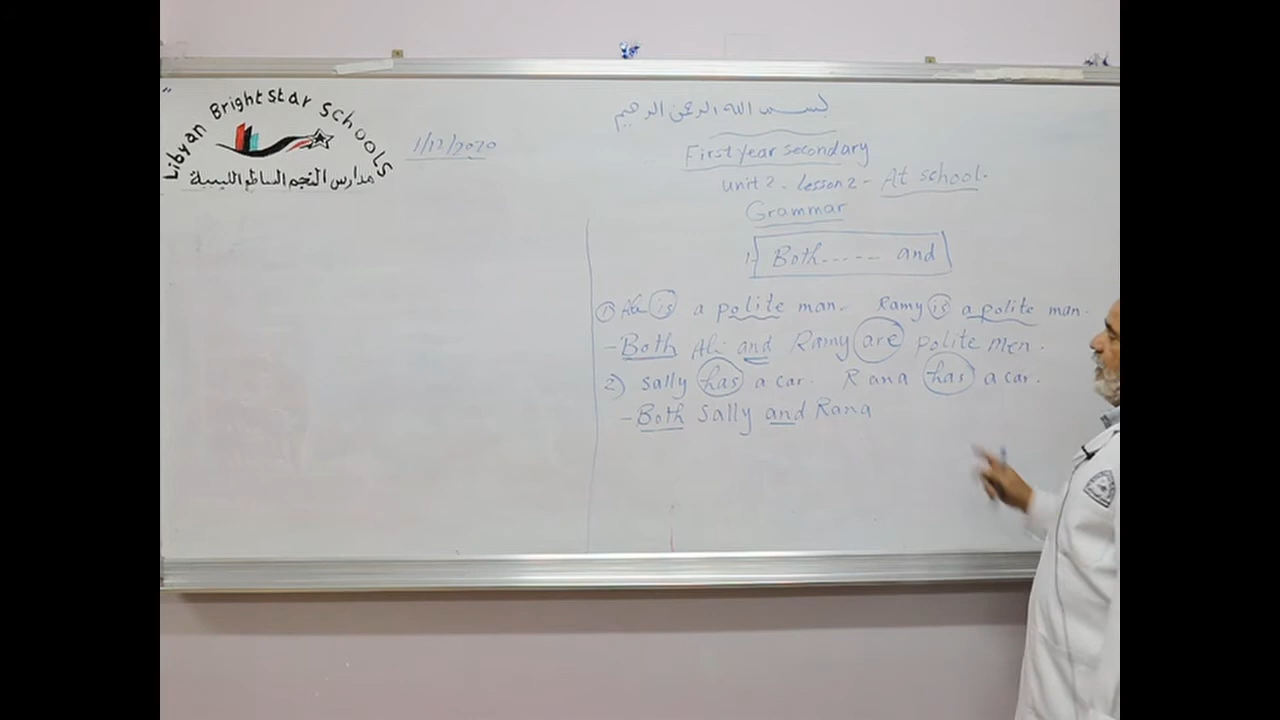 Libyan Bright Star Schools
مدارس النجم الساطع الليبية
1/12/2020
بسم الله الرحمن الرحيم
First year secondary
Unit 2 - Lesson 2 - At school.
Grammar
1- Both ------ and
1) Ali is a polite man. Ramy is a polite man.
- Both Ali and Ramy are polite men.
2) Sally has a car. Rana has a car.
- Both Sally and Rana